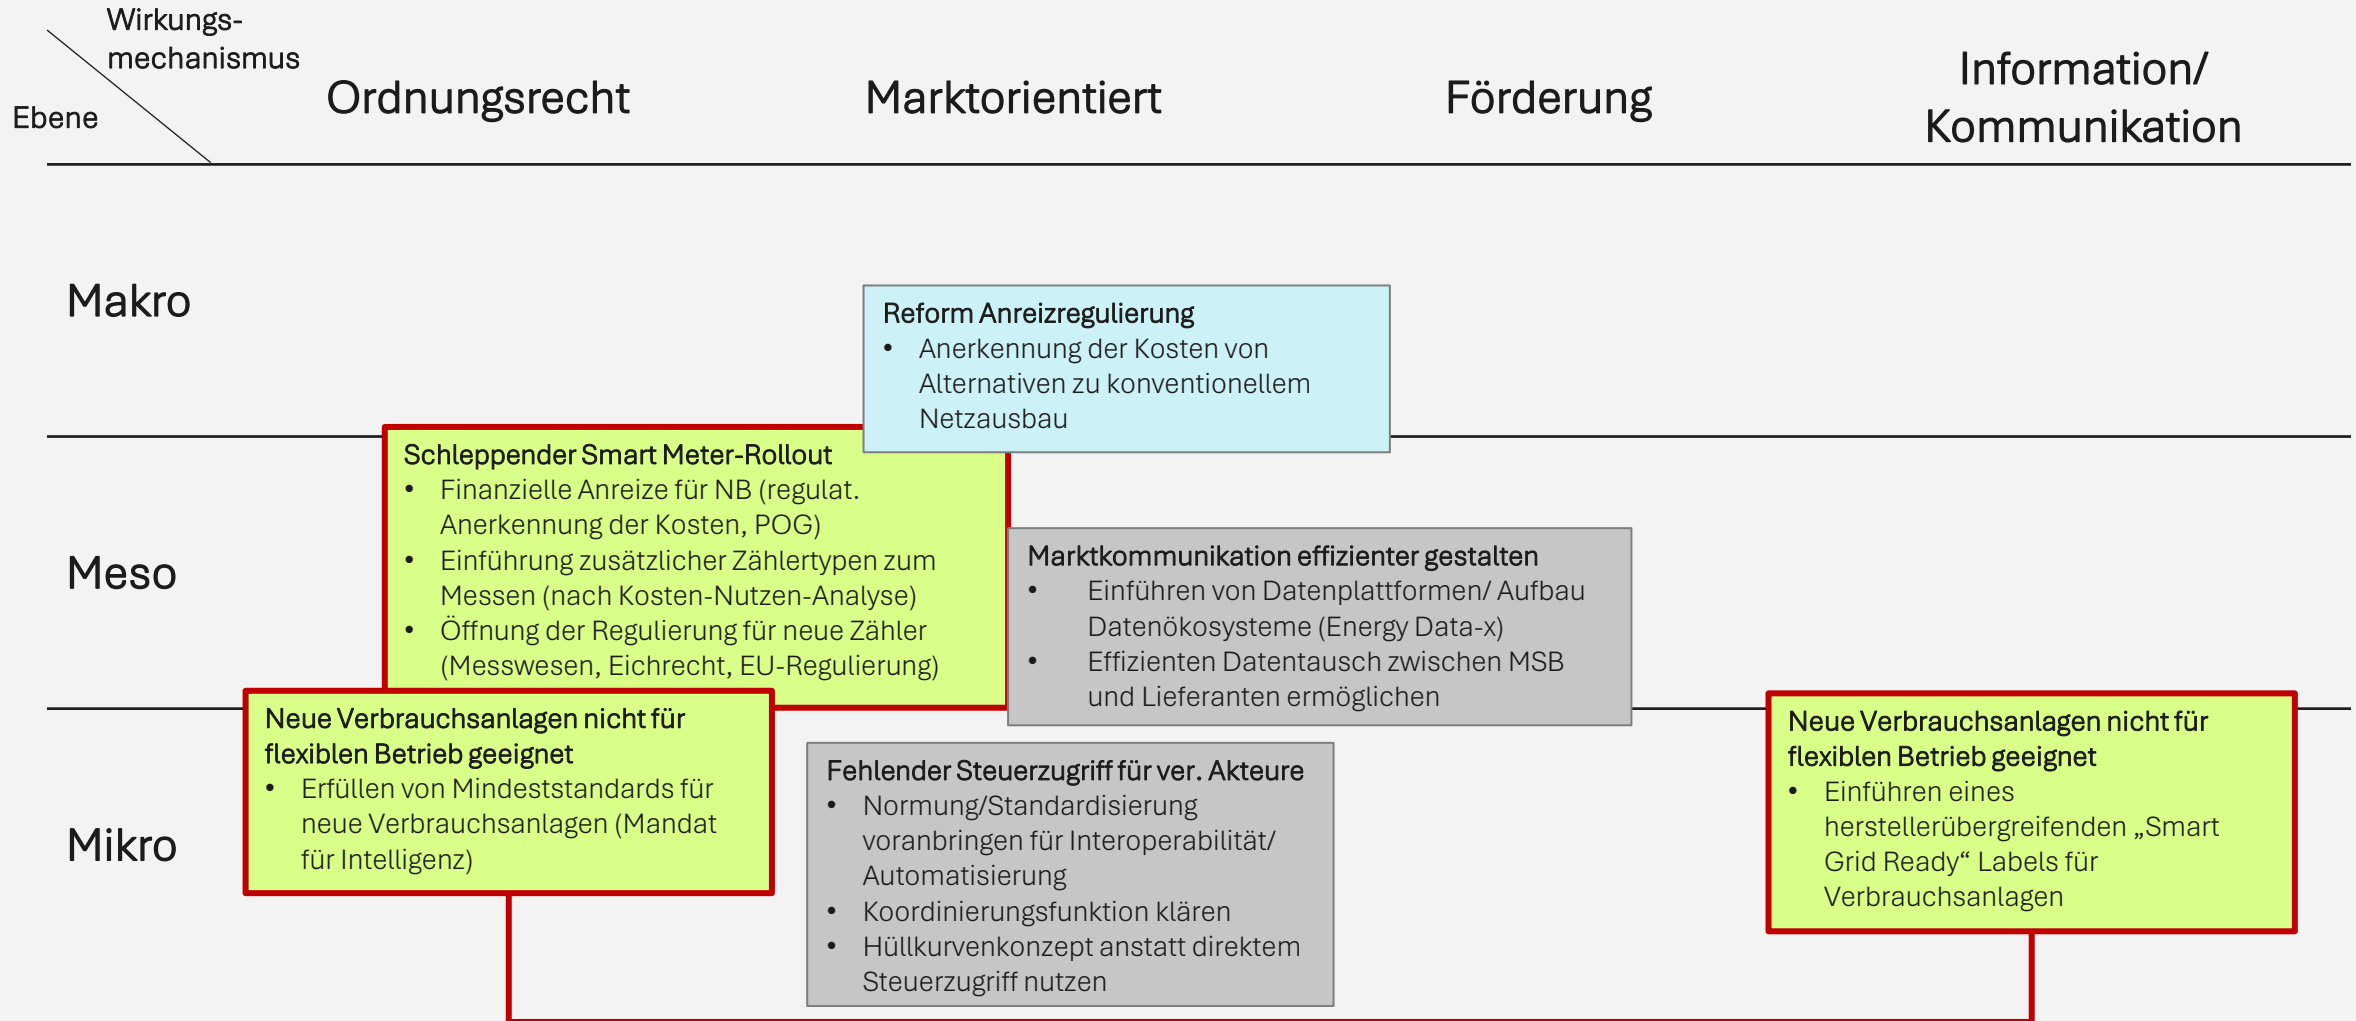 Wirkungs-
mechanismus
Ebene
Ordnungsrecht
Marktorientiert
Förderung
Information/
Kommunikation
Makro
Reform Anreizregulierung
• Anerkennung der Kosten von
Alternativen zu konventionellem
Netzausbau
Meso
Schleppender Smart Meter-Rollout
• Finanzielle Anreize für NB (regulat.
Anerkennung der Kosten, POG)
• Einführung zusätzlicher Zählertypen zum
Messen (nach Kosten-Nutzen-Analyse)
• Öffnung der Regulierung für neue Zähler
(Messwesen, Eichrecht, EU-Regulierung)
Marktkommunikation effizienter gestalten
• Einführen von Datenplattformen/ Aufbau
Datenökosysteme (Energy Data-x)
• Effizienten Datentausch zwischen MSB
und Lieferanten ermöglichen
Mikro
Neue Verbrauchsanlagen nicht für
flexiblen Betrieb geeignet
• Erfüllen von Mindeststandards für
neue Verbrauchsanlagen (Mandat
für Intelligenz)
Fehlender Steuerzugriff für ver. Akteure
• Normung/Standardisierung
voranbringen für Interoperabilität/
Automatisierung
• Koordinierungsfunktion klären
• Hüllkurvenkonzept anstatt direktem
Steuerzugriff nutzen
Neue Verbrauchsanlagen nicht für
flexiblen Betrieb geeignet
• Einführen eines
herstellerübergreifenden „Smart
Grid Ready“ Labels für
Verbrauchsanlagen